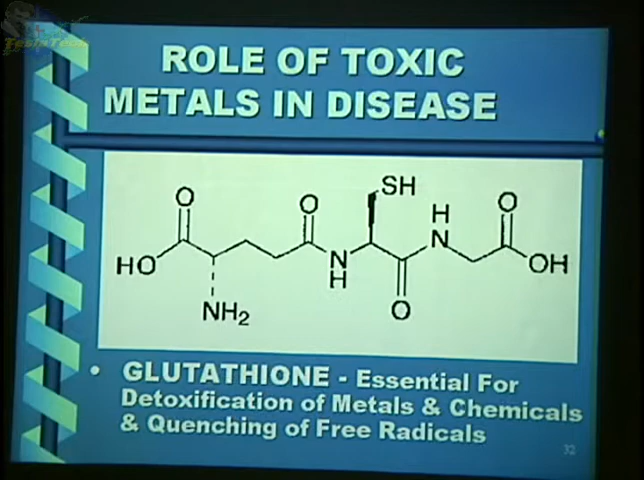 ROLE OF TOXIC
METALS IN DISEASE
O
HO
NH2
O
N
H
SH
O
H
N
O
OH
• GLUTATHIONE - Essential For
Detoxification of Metals & Chemicals
& Quenching of Free Radicals
32